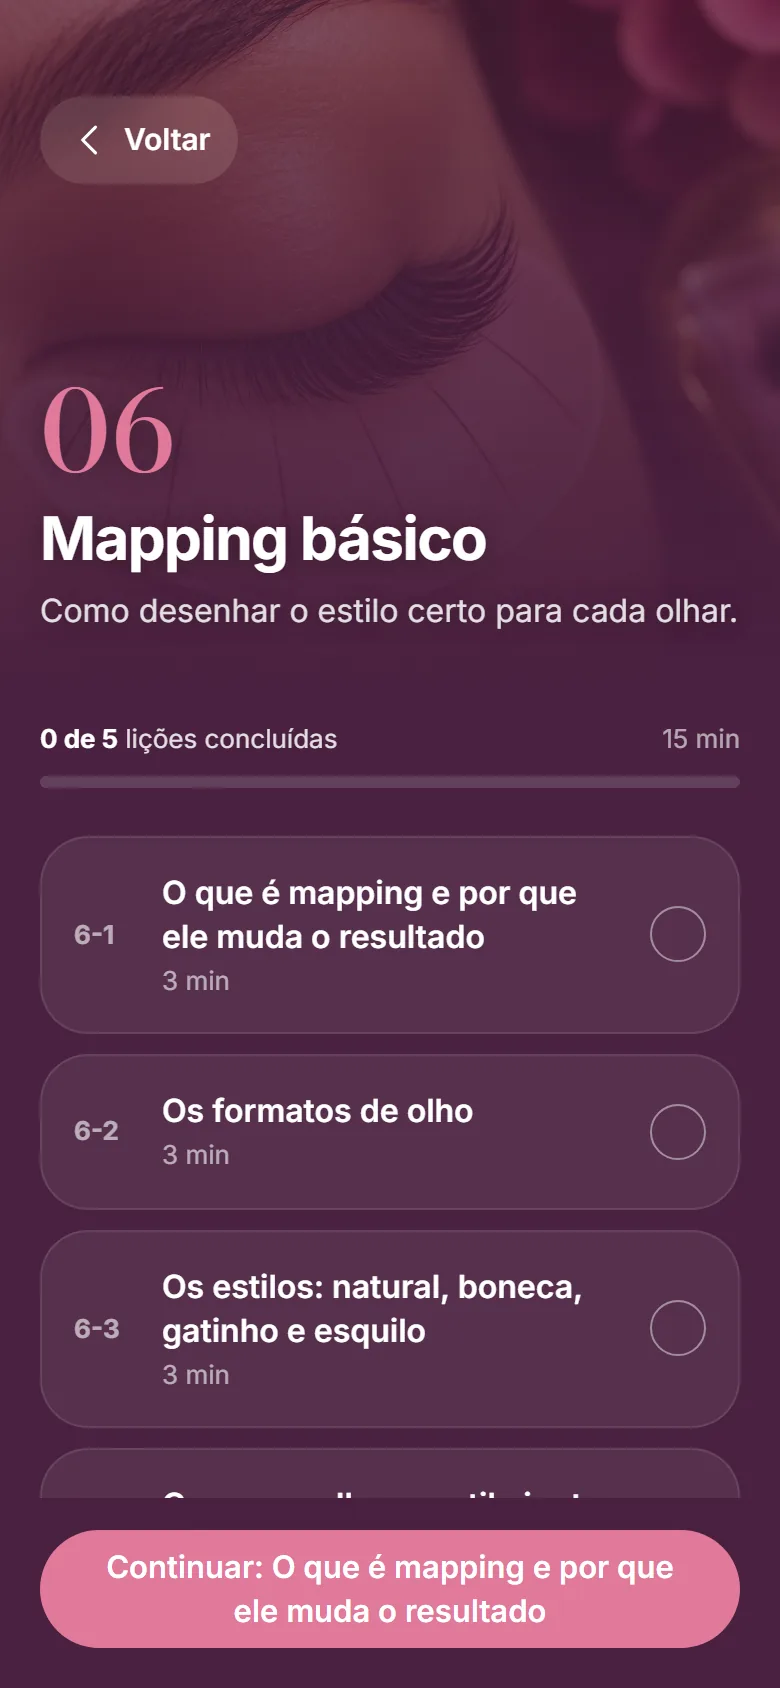 Voltar
06
Mapping básico
Como desenhar o estilo certo para cada olhar.
0 de 5 lições concluídas
15 min
6-1
O que é mapping e por que
ele muda o resultado
3 min
6-2
Os formatos de olho
3 min
6-3
Os estilos: natural, boneca,
gatinho e esquilo
3 min
Continuar: O que é mapping e por que
ele muda o resultado